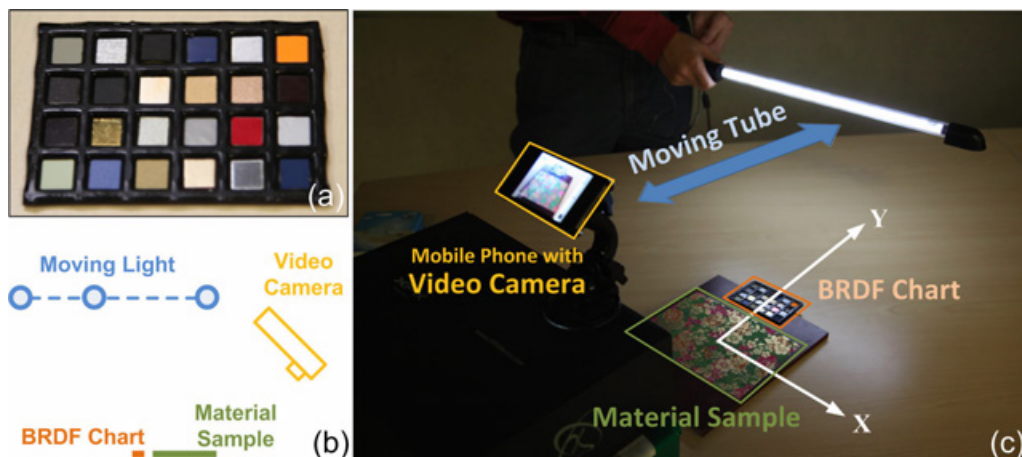 (a)
Moving Light
Video
Camera
BRDF Chart
Material
Sample
(b)
Moving Tube
Mobile Phone with
Video Camera
Y
BRDF Chart
Material Sample
X
(c)